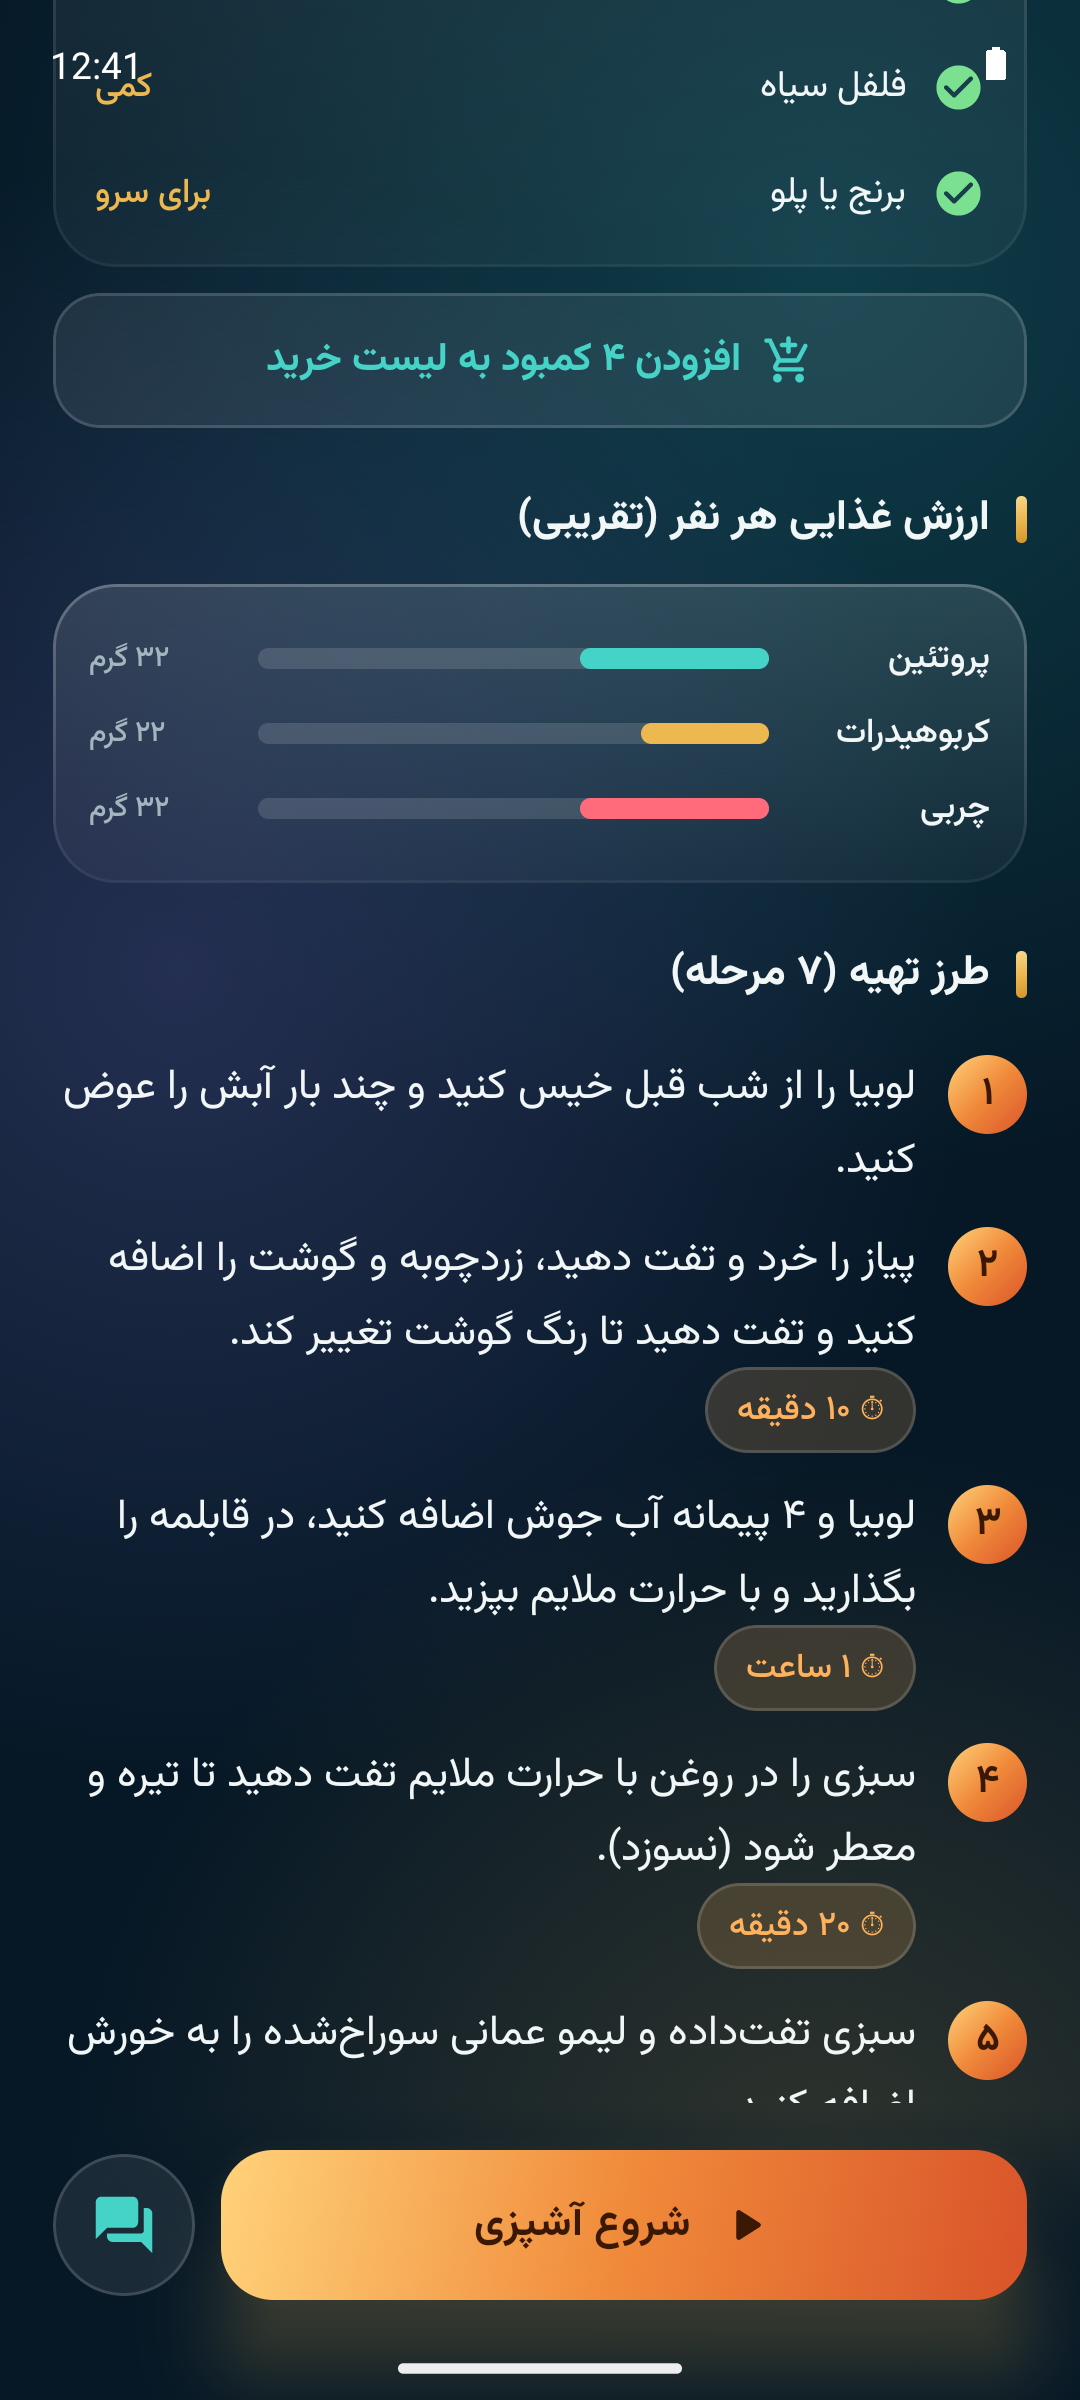 12:41
فلفل سیاه کمی
برنج یا پلو برای سرو
افزودن ۴ کمبود به لیست خرید
ارزش غذایی هر نفر (تقریبی)
پروتئین ۳۲ گرم
کربوهیدرات ۲۲ گرم
چربی ۳۲ گرم
طرز تهیه (۷ مرحله)
۱ لوبیا را از شب قبل خیس کنید و چند بار آبش را عوض
کنید.
۲ پیاز را خرد و تفت دهید، زردچوبه و گوشت را اضافه
کنید و تفت دهید تا رنگ گوشت تغییر کند.
⏱ ۱۰ دقیقه
۳ لوبیا و ۴ پیمانه آب جوش اضافه کنید، در قابلمه را
بگذارید و با حرارت ملایم بپزید.
⏱ ۱ ساعت
۴ سبزی را در روغن با حرارت ملایم تفت دهید تا تیره و
معطر شود (نسوزد).
⏱ ۲۰ دقیقه
۵ سبزی تفت‌داده و لیمو عمانی سوراخ‌شده را به خورش
شروع آشپزی